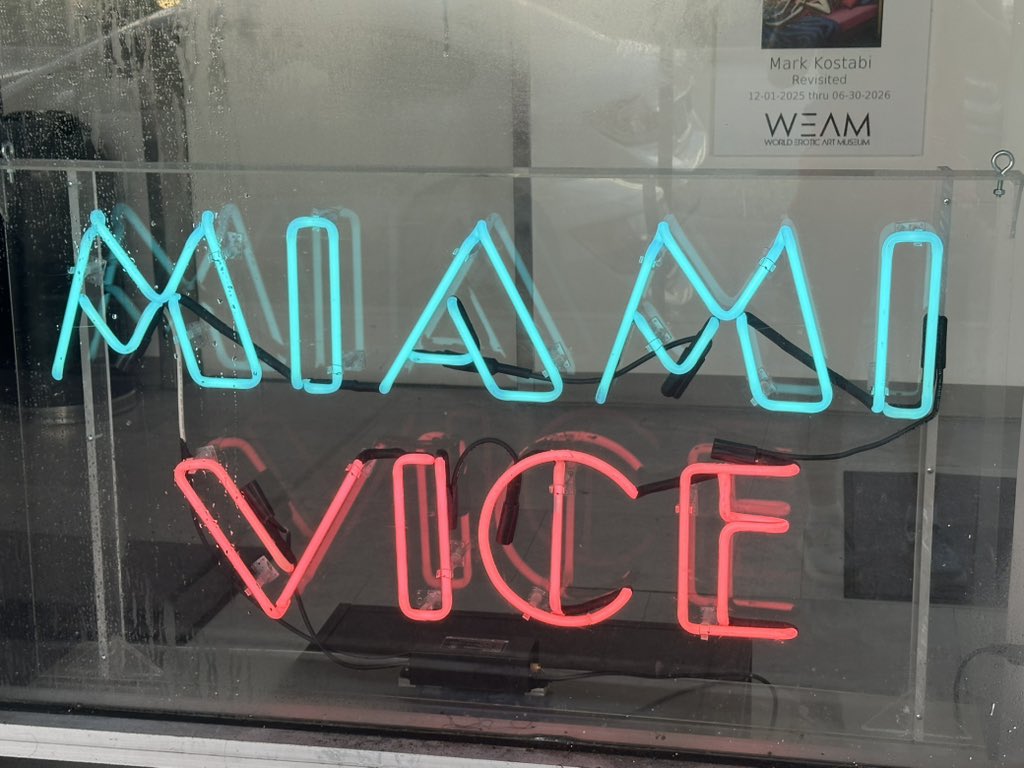 Mark Kostabi
Revisited
12-01-2025 thru 06-30-2026
WEAM
WORLD EROTIC ART MUSEUM
MIAMI
VICE